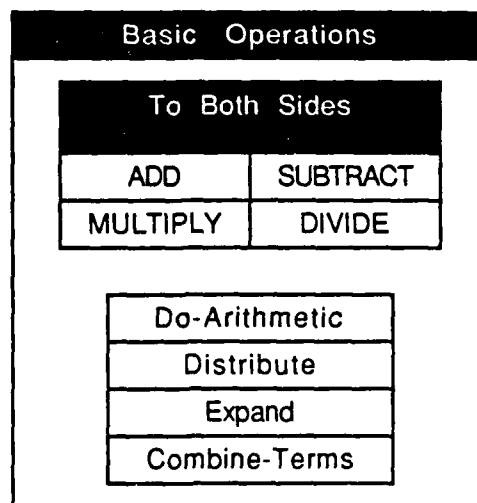 Basic Operations
To Both Sides
ADD SUBTRACT
MULTIPLY DIVIDE
Do-Arithmetic
Distribute
Expand
Combine-Terms